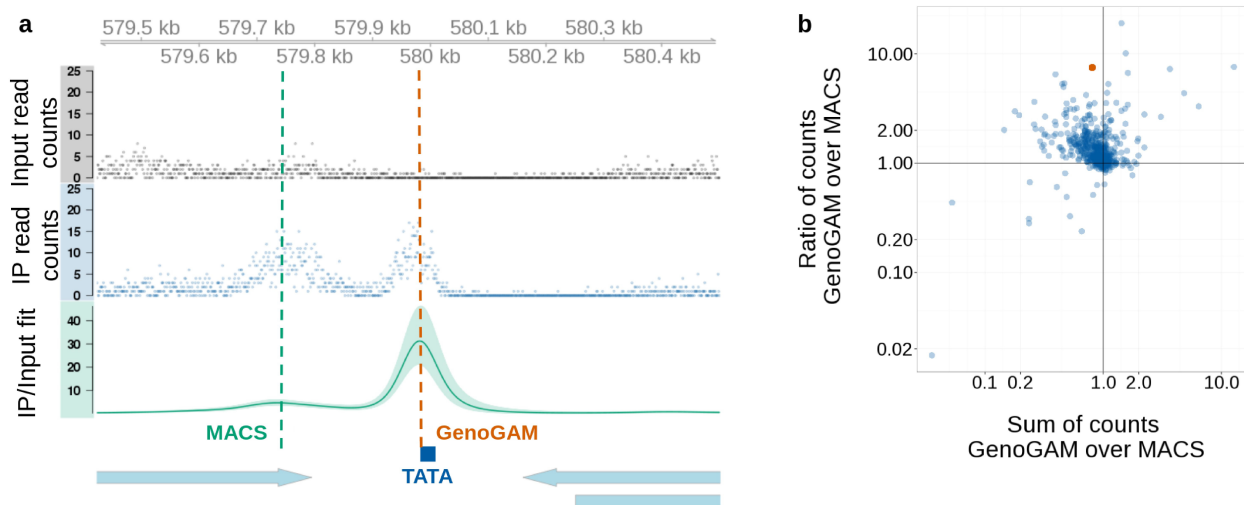 a
579.5 kb 579.7 kb 579.9 kb 580.1 kb 580.3 kb
579.6 kb 579.8 kb 580 kb 580.2 kb 580.4 kb
Input read
counts
25
20
15
10
5
0
IP read
counts
25
20
15
10
5
0
IP/Input fit
40
30
20
10
MACS
GenoGAM
TATA
b
Ratio of counts
GenoGAM over MACS
10.00
2.00
1.00
0.20
0.10
0.02
0.1 0.2 1.0 2.0 10.0
Sum of counts
GenoGAM over MACS